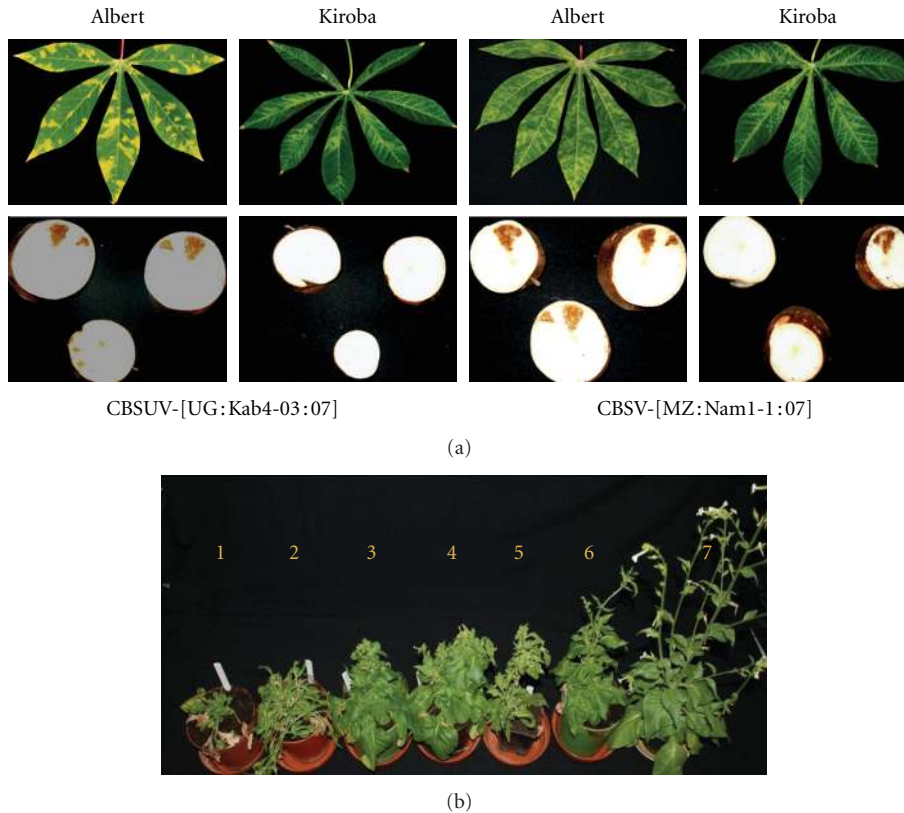 Albert Kiroba Albert Kiroba
CBSUV-[UG:Kab4-03:07] CBSV-[MZ:Nam1-1:07]
(a)
1 2 3 4 5 6 7
(b)